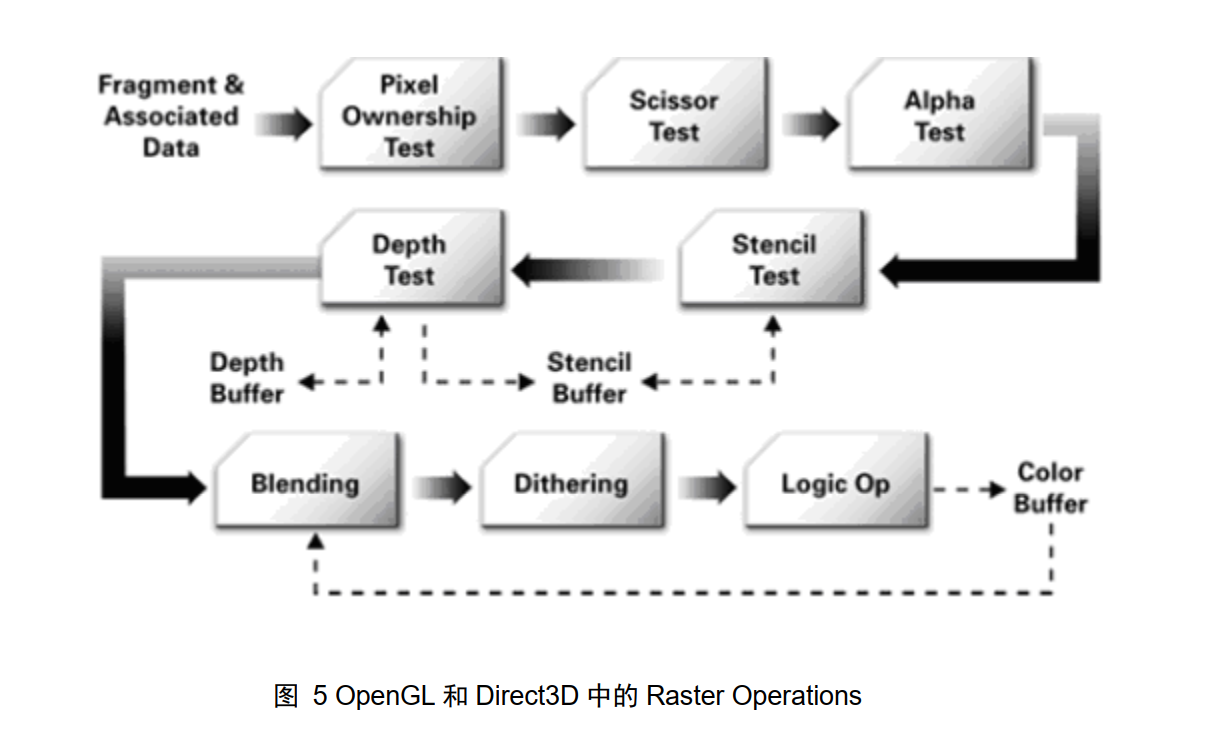 Fragment &
Associated
Data
Pixel
Ownership
Test
Scissor
Test
Alpha
Test
Depth
Test
Stencil
Test
Depth
Buffer
Stencil
Buffer
Blending
Dithering
Logic Op
Color
Buffer
图 5 OpenGL 和 Direct3D 中的 Raster Operations